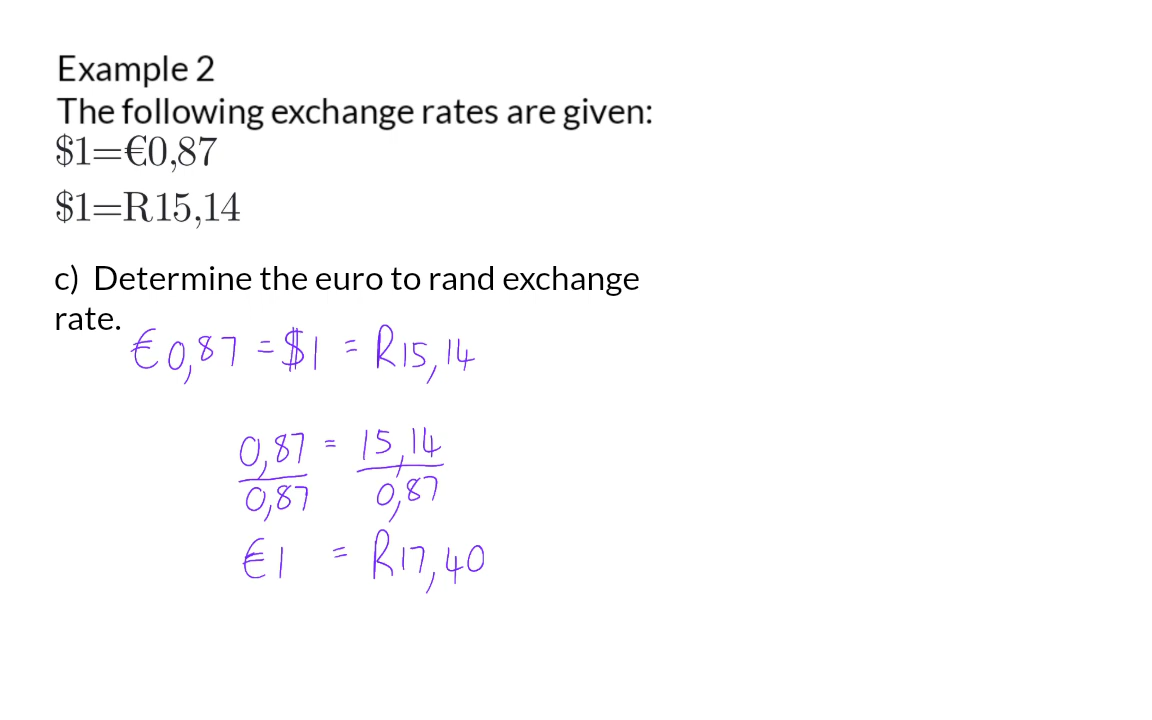 Example 2
The following exchange rates are given:
$1=€0,87
$1=R15,14
c) Determine the euro to rand exchange
rate.
€0,87 = $1 = R15,14
0,87 = 15,14
0,87 0,87
€1 = R17,40